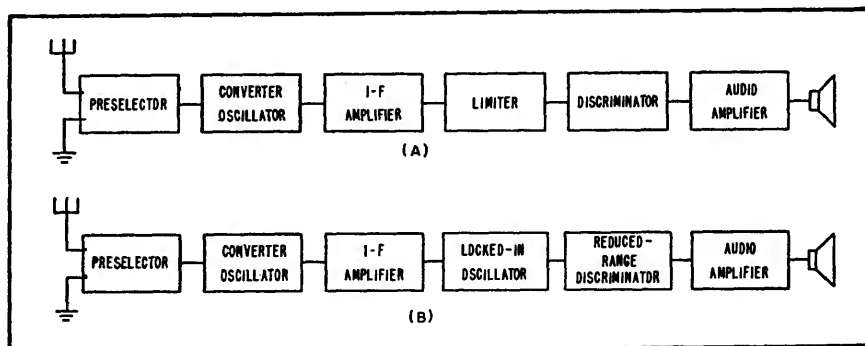 PRESELECTOR
CONVERTER
OSCILLATOR
I-F
AMPLIFIER
LIMITER
DISCRIMINATOR
AUDIO
AMPLIFIER
(A)
PRESELECTOR
CONVERTER
OSCILLATOR
I-F
AMPLIFIER
LOCKED-IN
OSCILLATOR
REDUCED-
RANGE
DISCRIMINATOR
AUDIO
AMPLIFIER
(B)